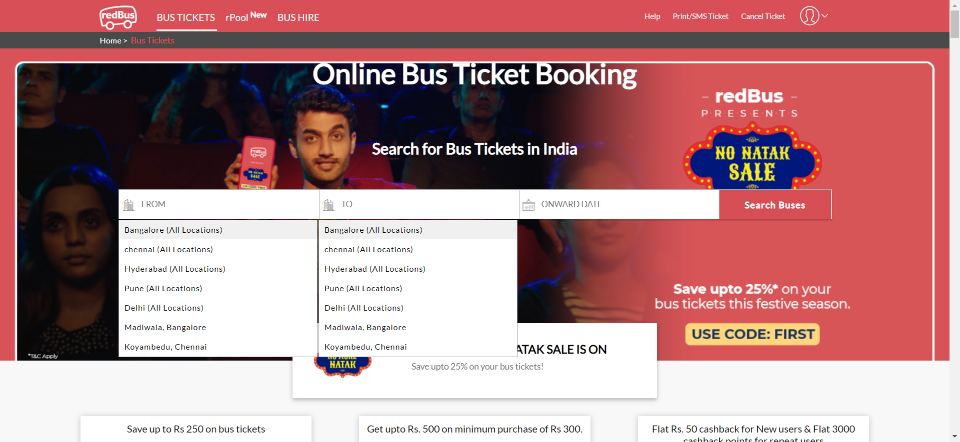 redBus
BUS TICKETS
rPool New
BUS HIRE
Help
Print/SMS Ticket
Cancel Ticket
Home > Bus Tickets
Online Bus Ticket Booking
Search for Bus Tickets in India
redBus
NO NATAK
SALE
redBus
PRESENTS
NO NATAK
SALE
FROM
TO
ONWARD DATE
Search Buses
Bangalore (All Locations)
chennai (All Locations)
Hyderabad (All Locations)
Pune (All Locations)
Delhi (All Locations)
Madiwala, Bangalore
Koyambedu, Chennai
Bangalore (All Locations)
chennai (All Locations)
Hyderabad (All Locations)
Pune (All Locations)
Delhi (All Locations)
Madiwala, Bangalore
Koyambedu, Chennai
Save upto 25%* on your
bus tickets this festive season.
USE CODE: FIRST
*T&C Apply
NATAK
ATAK SALE IS ON
Save upto 25% on your bus tickets!
Save up to Rs 250 on bus tickets
Get upto Rs. 500 on minimum purchase of Rs 300.
Flat Rs. 50 cashback for New users & Flat 3000
cashback points for repeat users